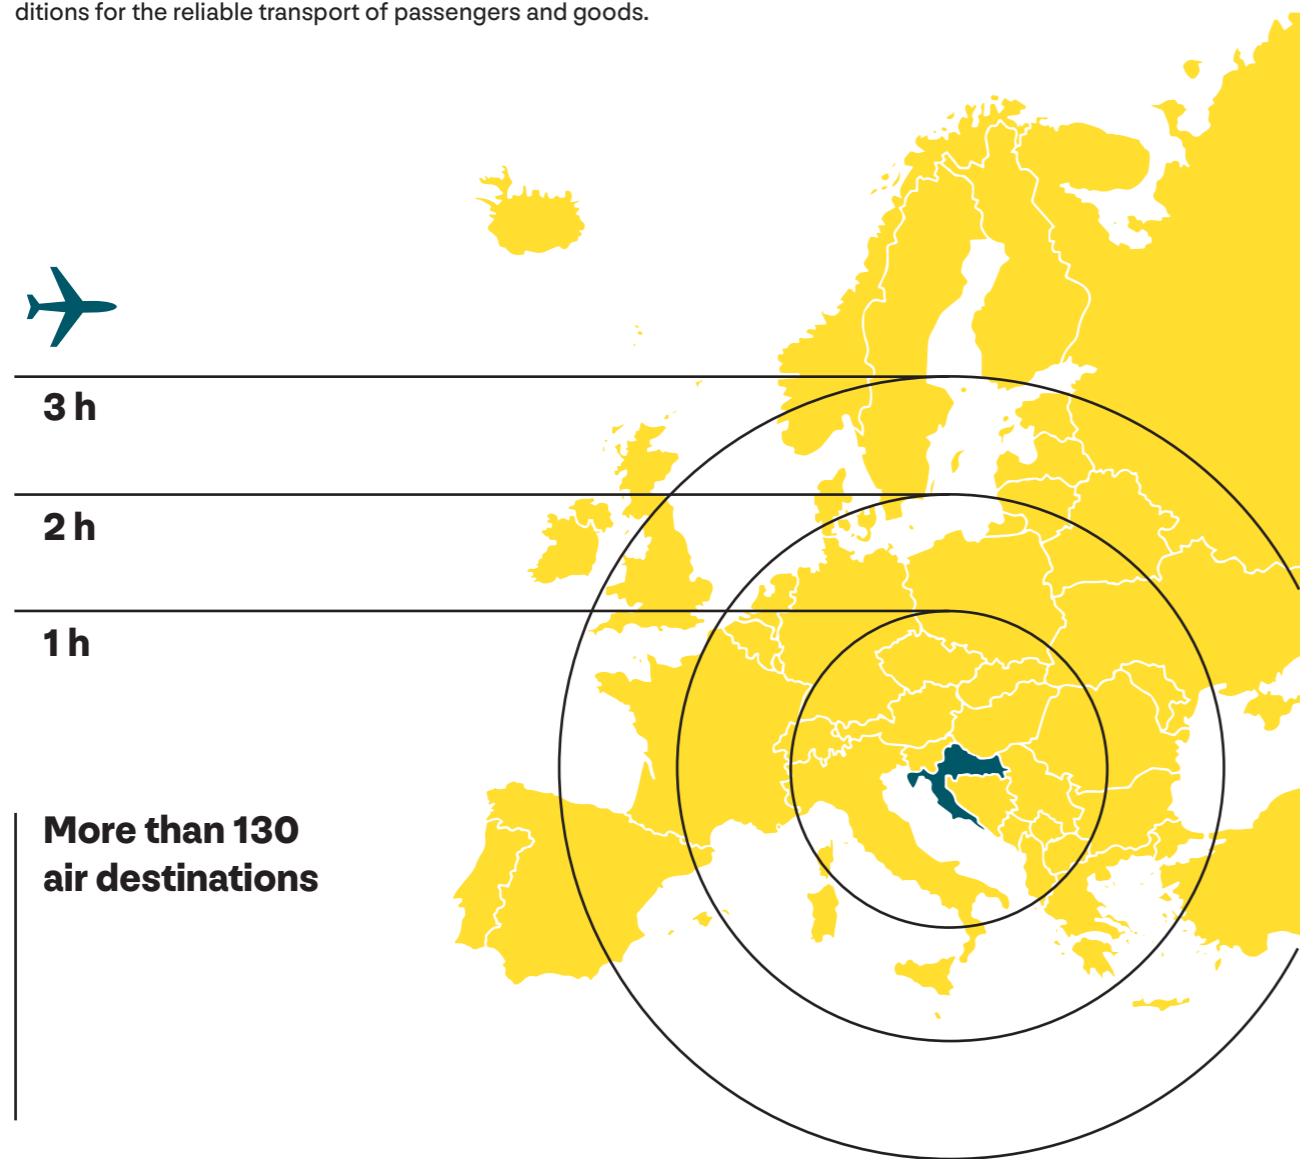 ditions for the reliable transport of passengers and goods.
3 h
2 h
1 h
More than 130
air destinations